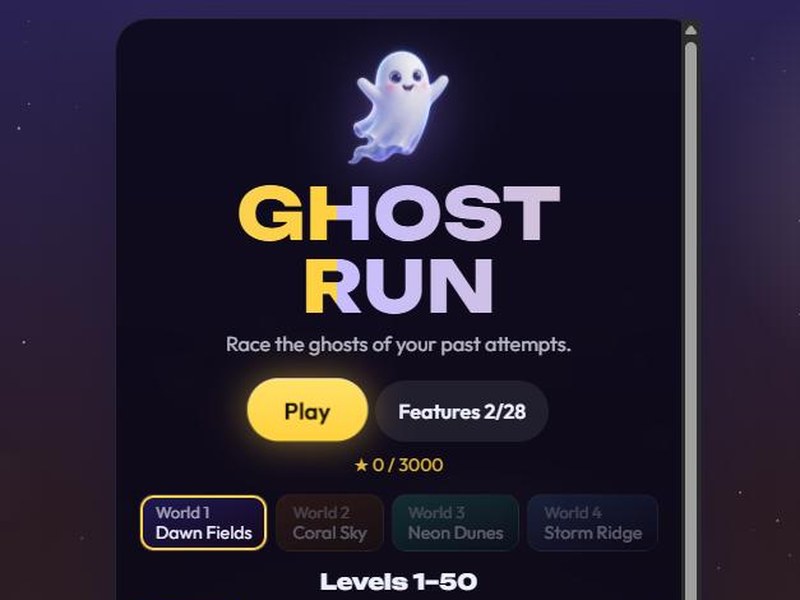 GHOST
RUN
Race the ghosts of your past attempts.
Play
Features 2/28
★ 0 / 3000
World 1
Dawn Fields
World 2
Coral Sky
World 3
Neon Dunes
World 4
Storm Ridge
Levels 1–50